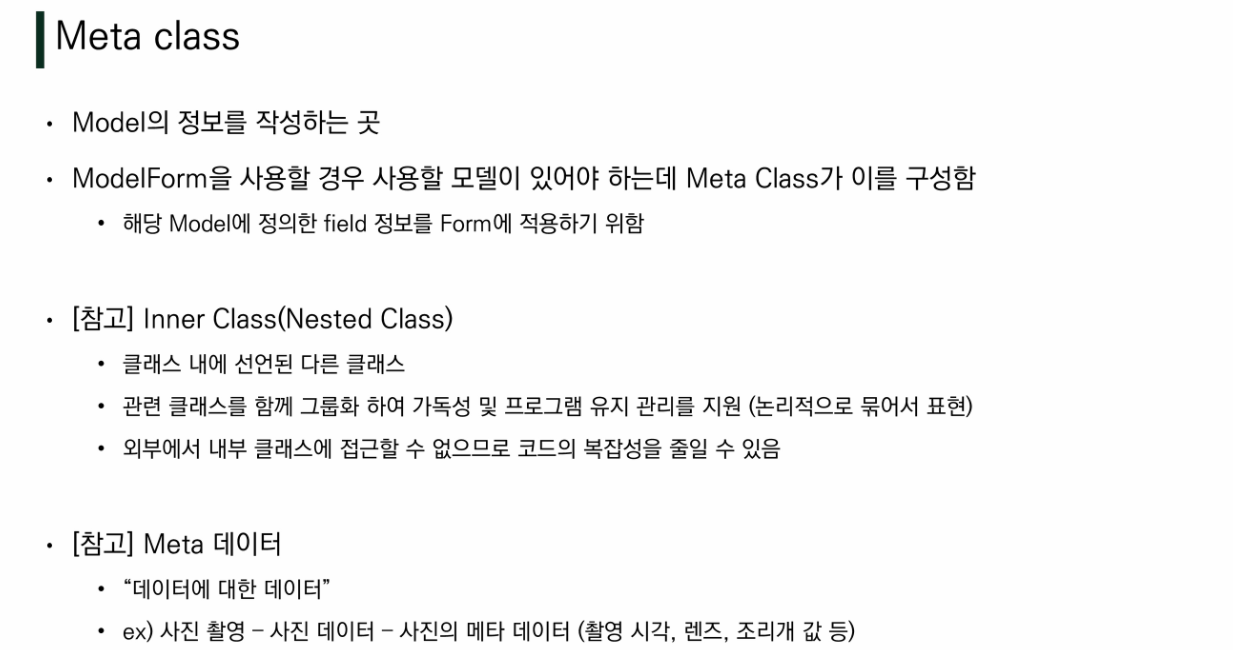 Meta class
• Model의 정보를 작성하는 곳
• ModelForm을 사용할 경우 사용할 모델이 있어야 하는데 Meta Class가 이를 구성함
• 해당 Model에 정의한 field 정보를 Form에 적용하기 위함
• [참고] Inner Class(Nested Class)
• 클래스 내에 선언된 다른 클래스
• 관련 클래스를 함께 그룹화 하여 가독성 및 프로그램 유지 관리를 지원 (논리적으로 묶어서 표현)
• 외부에서 내부 클래스에 접근할 수 없으므로 코드의 복잡성을 줄일 수 있음
• [참고] Meta 데이터
• “데이터에 대한 데이터”
• ex) 사진 촬영 – 사진 데이터 – 사진의 메타 데이터 (촬영 시각, 렌즈, 조리개 값 등)